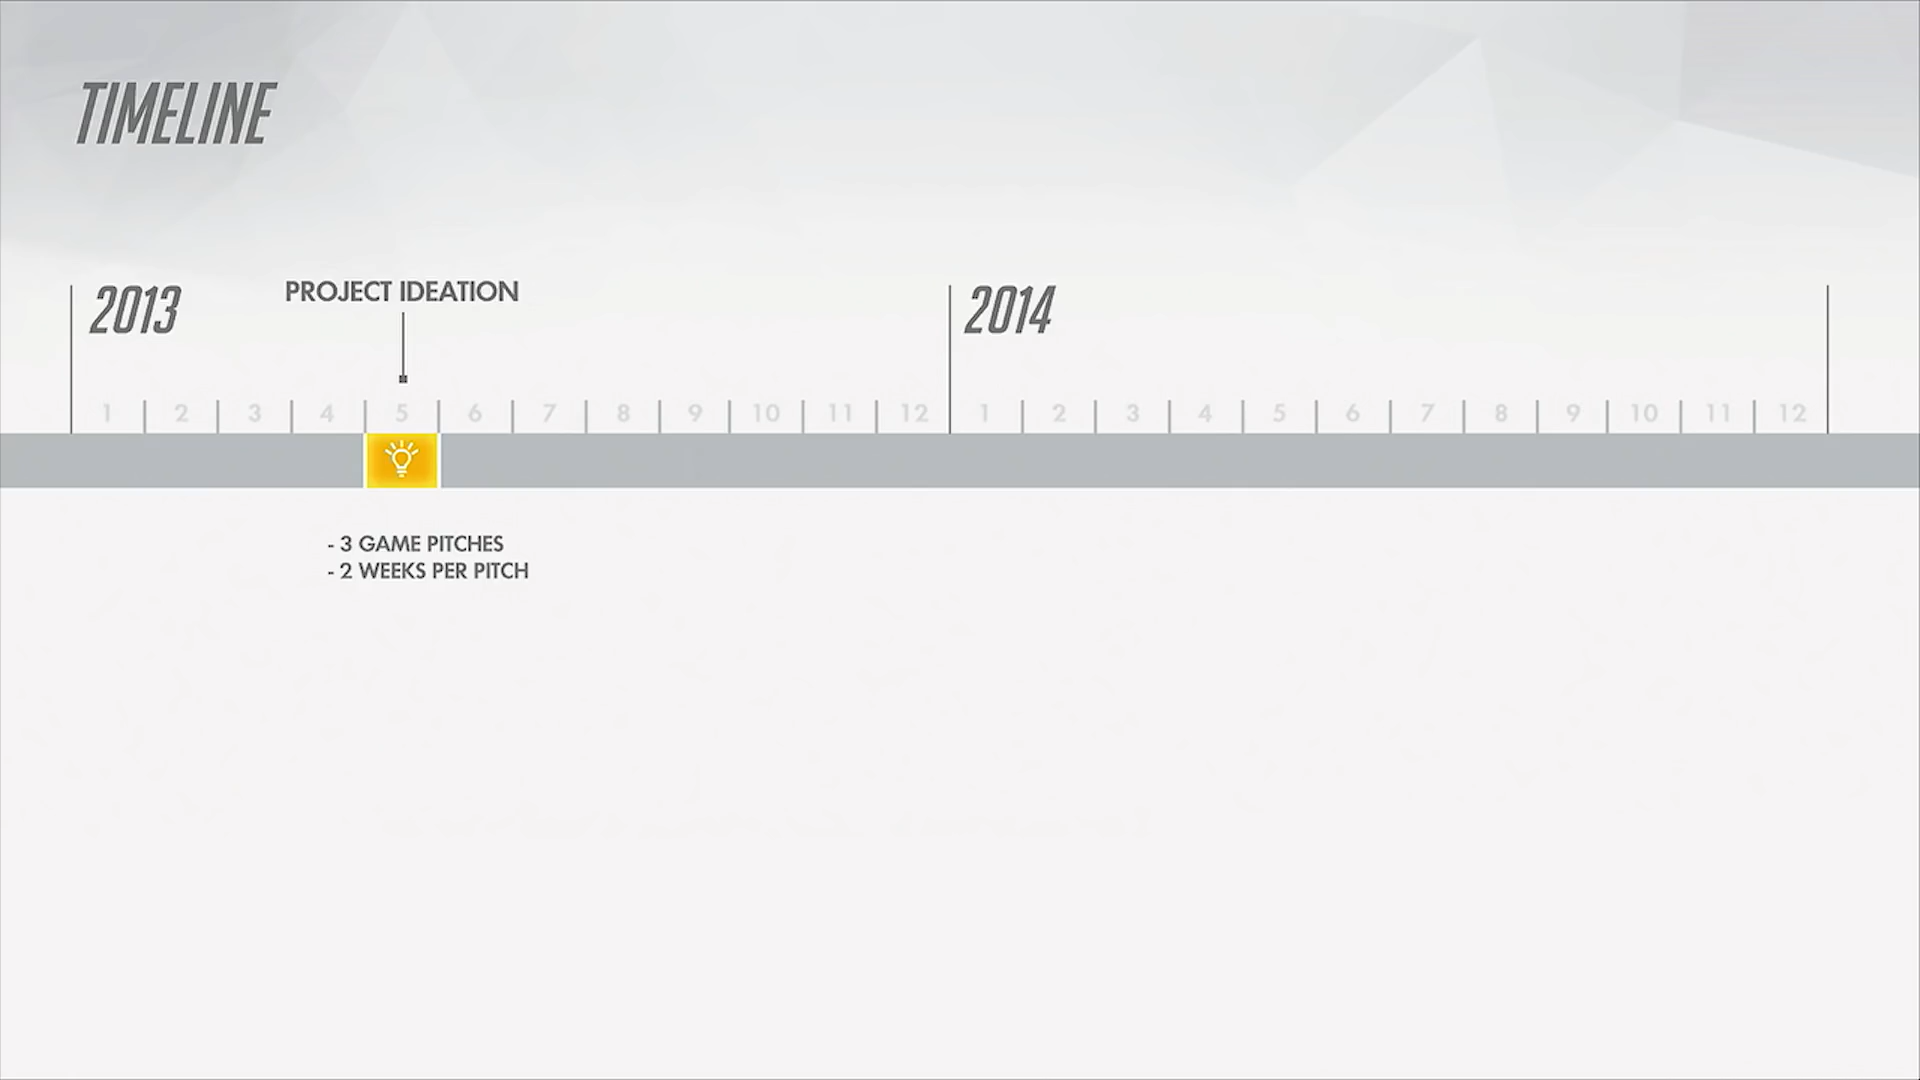 TIMELINE
2013
PROJECT IDEATION
2014
1 2 3 4 5 6 7 8 9 10 11 12 1 2 3 4 5 6 7 8 9 10 11 12
- 3 GAME PITCHES
- 2 WEEKS PER PITCH